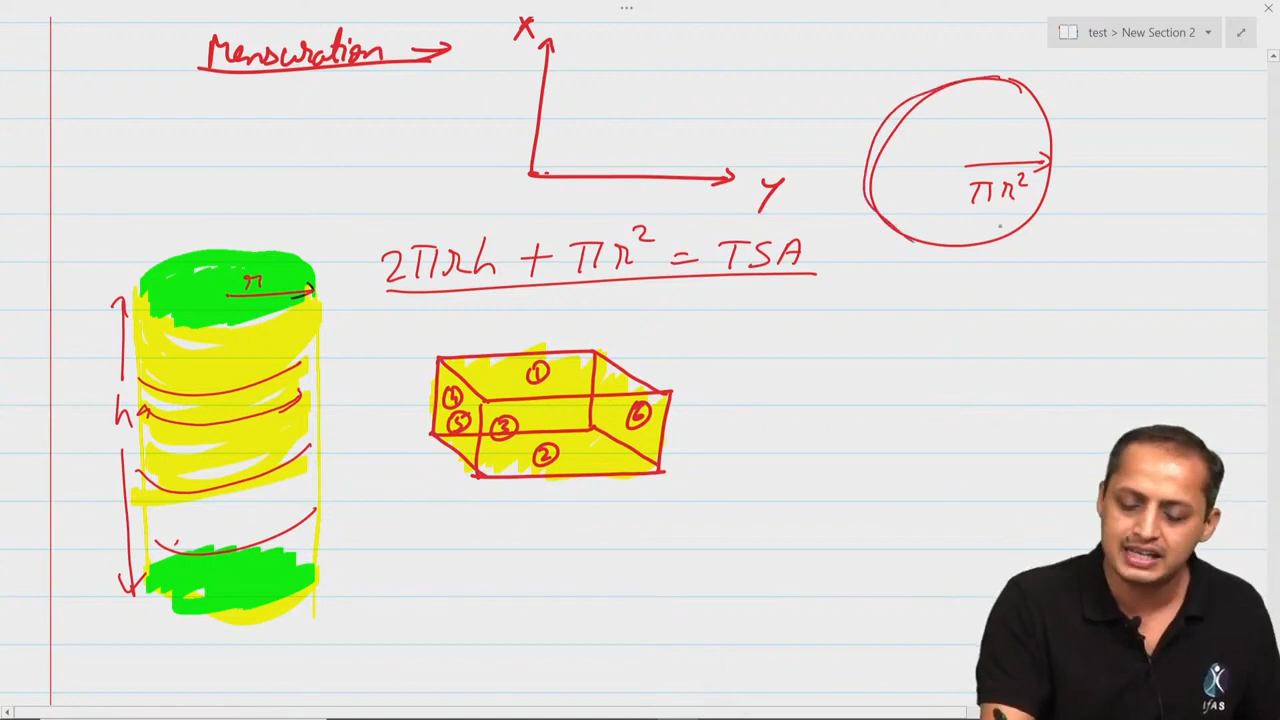 Mensuration →
X
test > New Section 2
πr²
y
2πrh + πr² = TSA
r
h
①
④
⑥
⑤ ③
②
IFAS